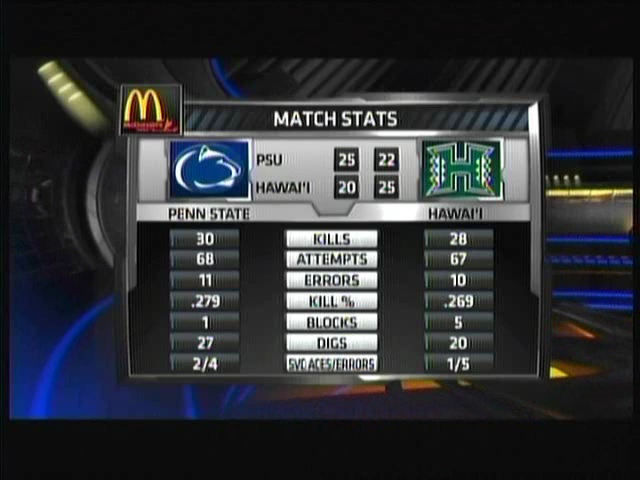 MATCH STATS
PSU 25 22
HAWAI'I 20 25
PENN STATE HAWAI'I
30 KILLS 28
68 ATTEMPTS 67
11 ERRORS 10
.279 KILL % .269
1 BLOCKS 5
27 DIGS 20
2/4 SVC ACES/ERRORS 1/5